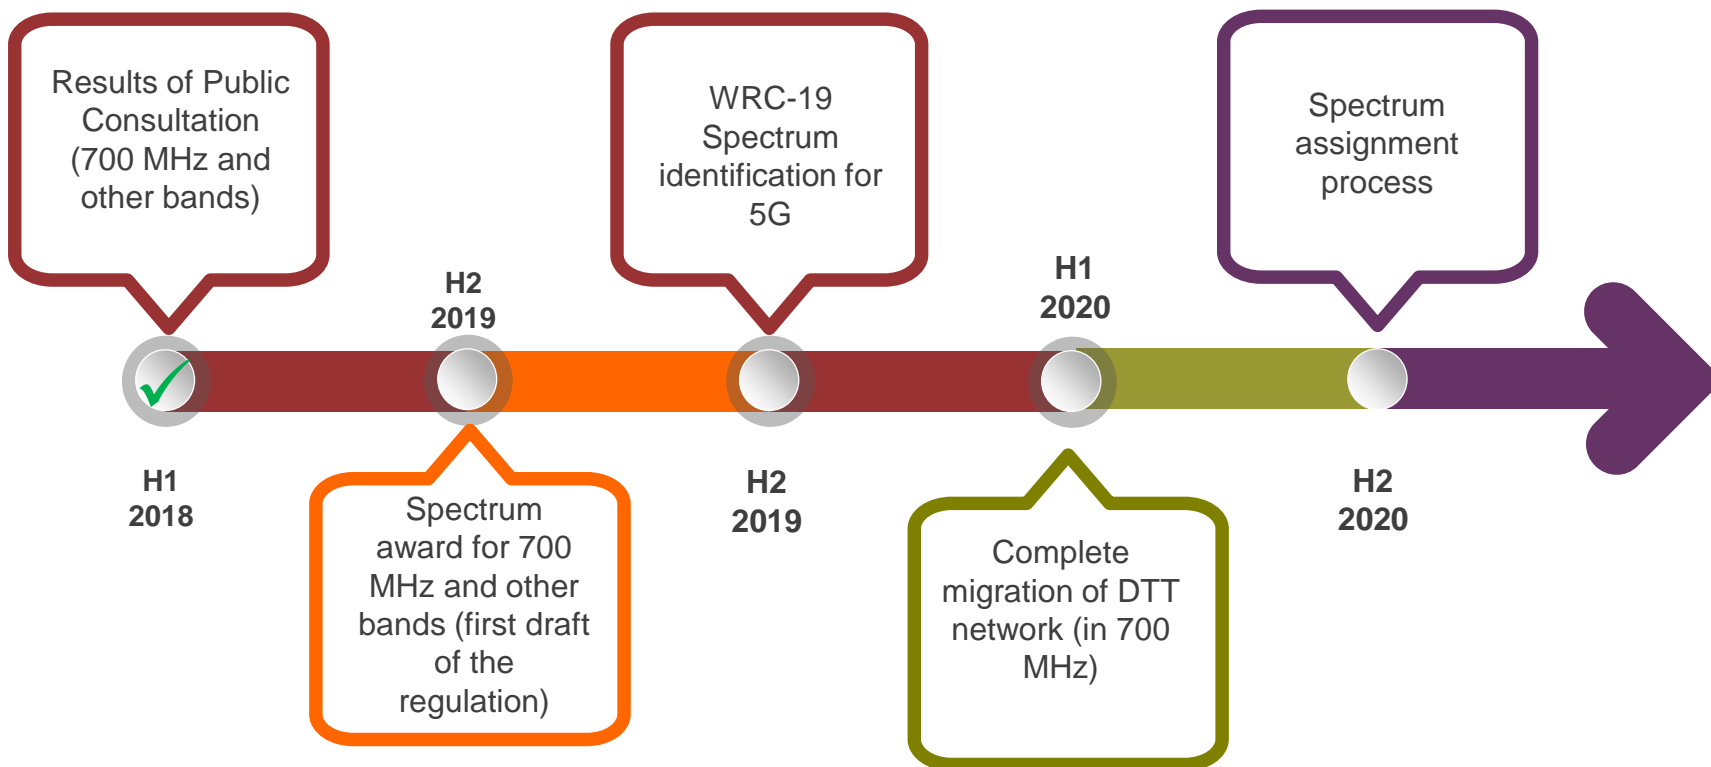 Results of Public
Consultation
(700 MHz and
other bands)
H1
2018
H2
2019
Spectrum
award for 700
MHz and other
bands (first draft
of the
regulation)
WRC-19
Spectrum
identification for
5G
H2
2019
H1
2020
Complete
migration of DTT
network (in 700
MHz)
Spectrum
assignment
process
H2
2020